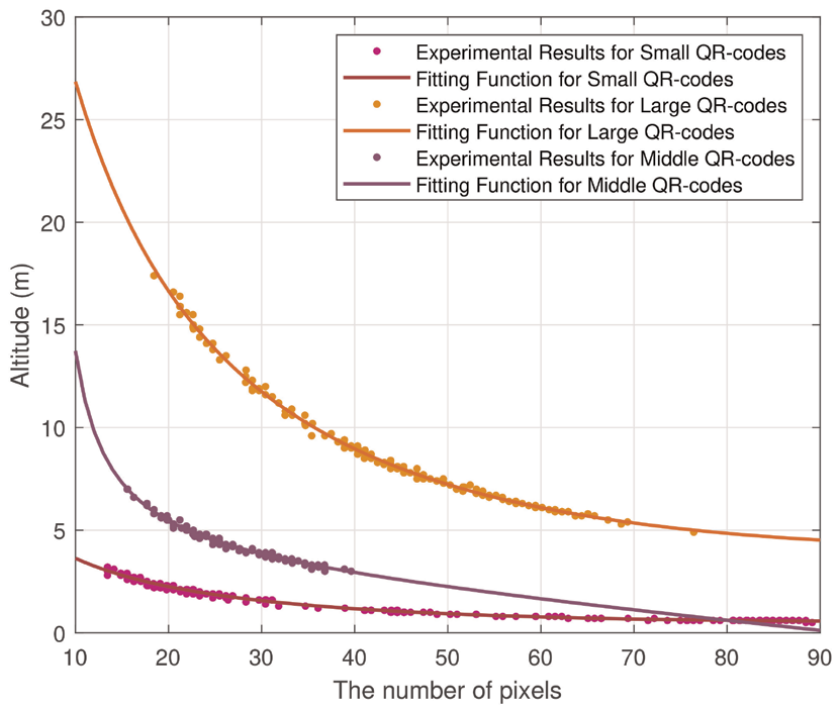 30
25
20
15
10
5
0
Altitude (m)
Experimental Results for Small QR-codes
Fitting Function for Small QR-codes
Experimental Results for Large QR-codes
Fitting Function for Large QR-codes
Experimental Results for Middle QR-codes
Fitting Function for Middle QR-codes
10 20 30 40 50 60 70 80 90
The number of pixels